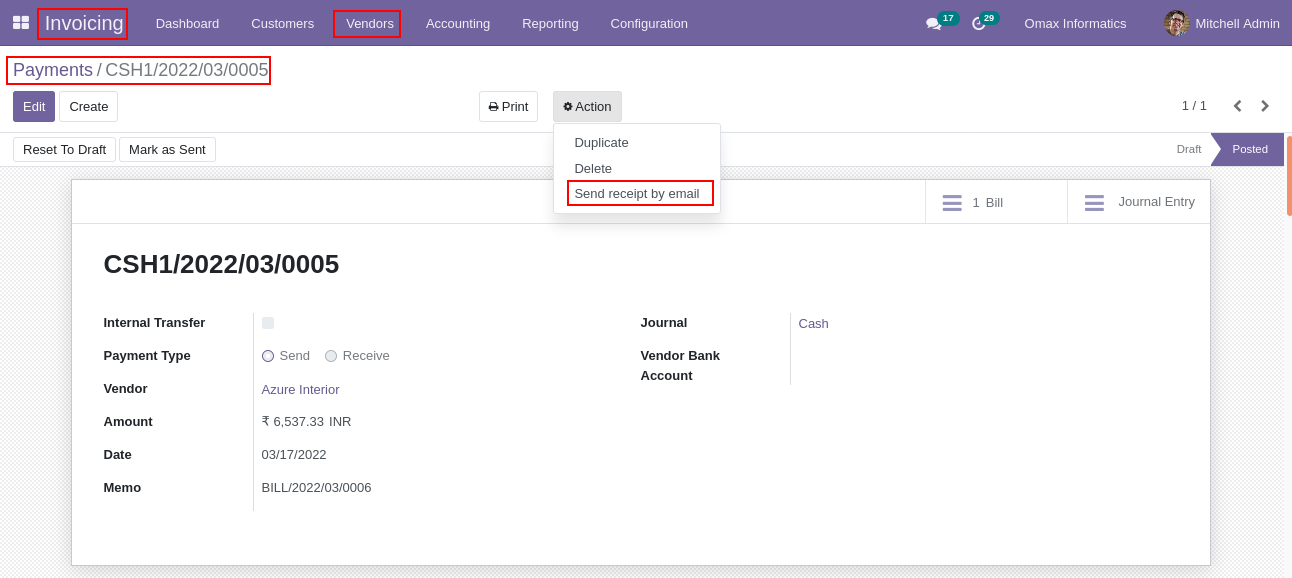 Invoicing Dashboard Customers Vendors Accounting Reporting Configuration 17 29 Omax Informatics Mitchell Admin
Payments / CSH1/2022/03/0005
Edit Create Print Action 1 / 1
Duplicate
Delete
Send receipt by email
Reset To Draft Mark as Sent Draft Posted
1 Bill Journal Entry
CSH1/2022/03/0005
Internal Transfer
Payment Type Send Receive
Vendor Azure Interior
Amount ₹ 6,537.33 INR
Date 03/17/2022
Memo BILL/2022/03/0006
Journal Cash
Vendor Bank
Account